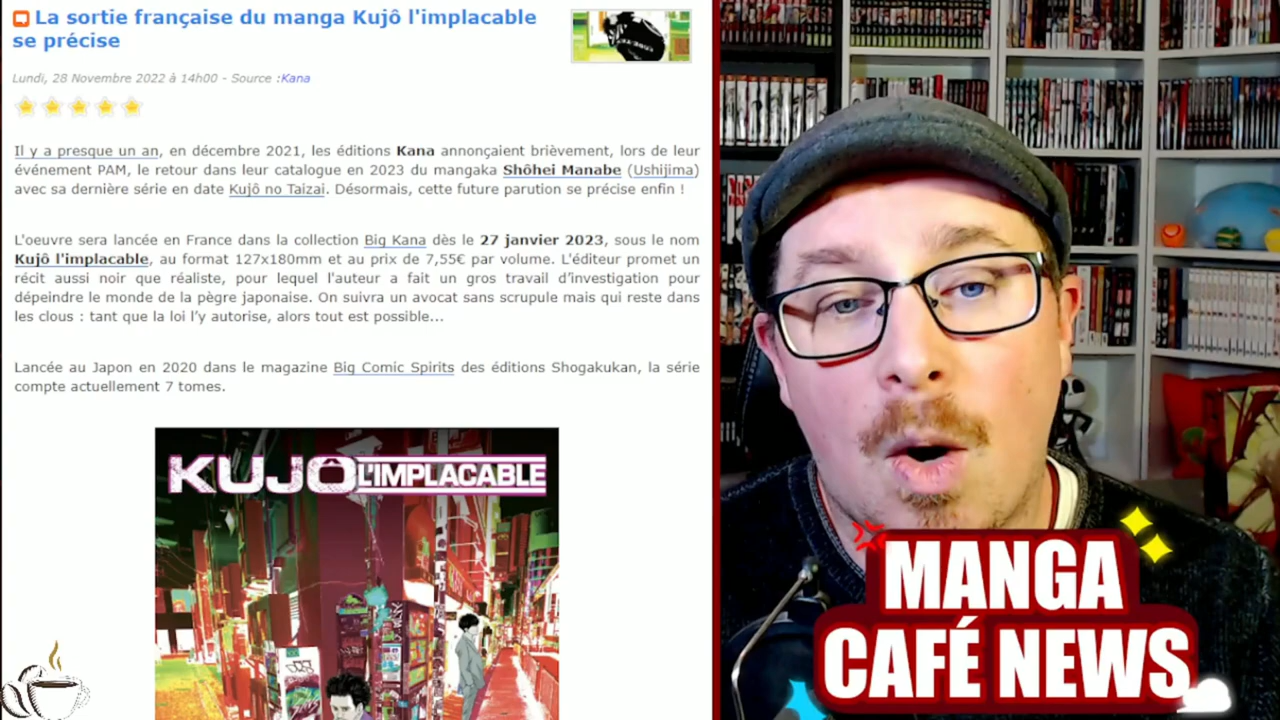 La sortie française du manga Kujô l'implacable
se précise
Lundi, 28 Novembre 2022 à 14h00 - Source :Kana
Il y a presque un an, en décembre 2021, les éditions Kana annonçaient brièvement, lors de leur
événement PAM, le retour dans leur catalogue en 2023 du mangaka Shôhei Manabe (Ushijima)
avec sa dernière série en date Kujô no Taizai. Désormais, cette future parution se précise enfin !
L'oeuvre sera lancée en France dans la collection Big Kana dès le 27 janvier 2023, sous le nom
Kujô l'implacable, au format 127x180mm et au prix de 7,55€ par volume. L'éditeur promet un
récit aussi noir que réaliste, pour lequel l'auteur a fait un gros travail d’investigation pour
dépeindre le monde de la pègre japonaise. On suivra un avocat sans scrupule mais qui reste dans
les clous : tant que la loi l’y autorise, alors tout est possible...
Lancée au Japon en 2020 dans le magazine Big Comic Spirits des éditions Shogakukan, la série
compte actuellement 7 tomes.
KUJÔ L'IMPLACABLE
MANGA
CAFÉ NEWS